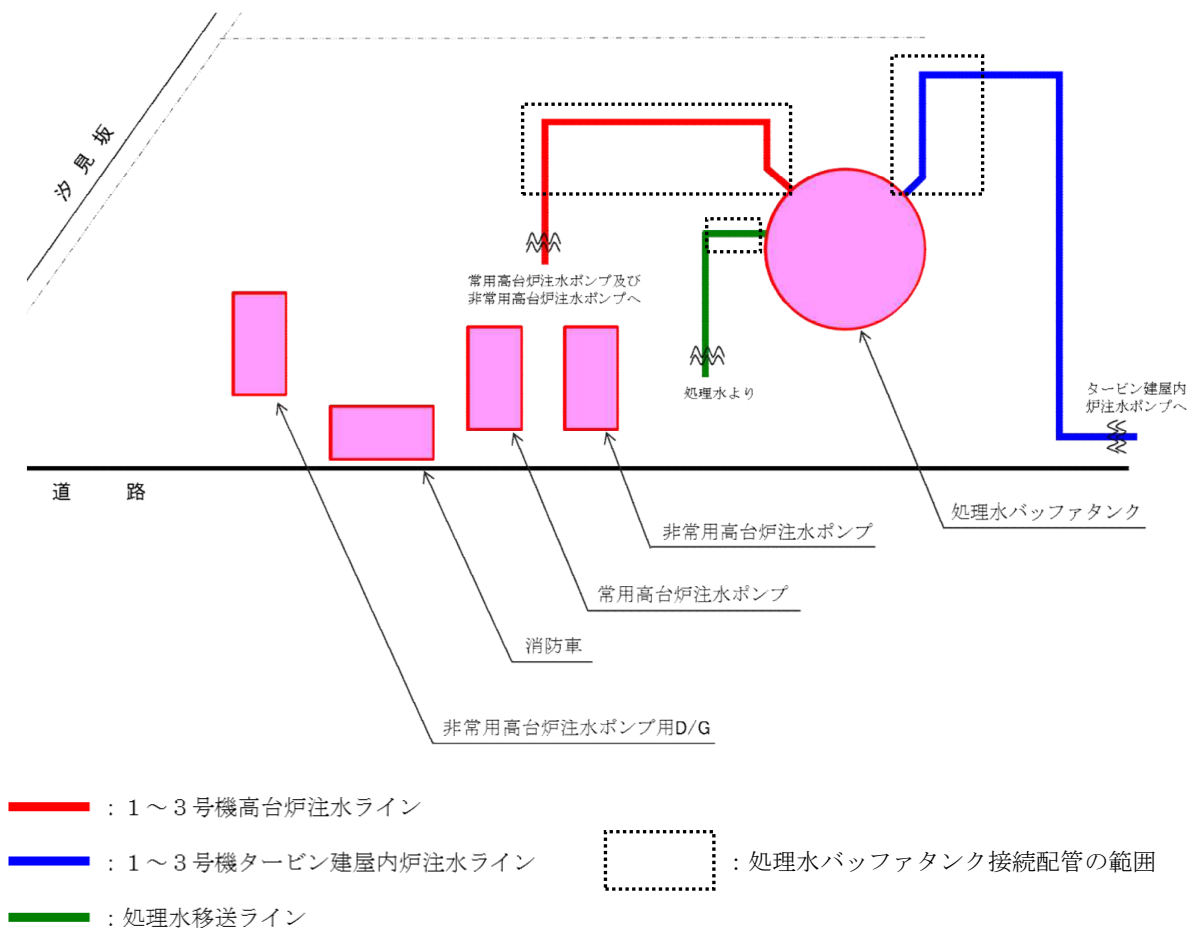 汐見坂
常用高台炉注水ポンプ及び
非常用高台炉注水ポンプへ
処理水より
タービン建屋内
炉注水ポンプへ
道　　路
処理水バッファタンク
非常用高台炉注水ポンプ
常用高台炉注水ポンプ
消防車
非常用高台炉注水ポンプ用D/G
：１～３号機高台炉注水ライン
：１～３号機タービン建屋内炉注水ライン
：処理水バッファタンク接続配管の範囲
：処理水移送ライン